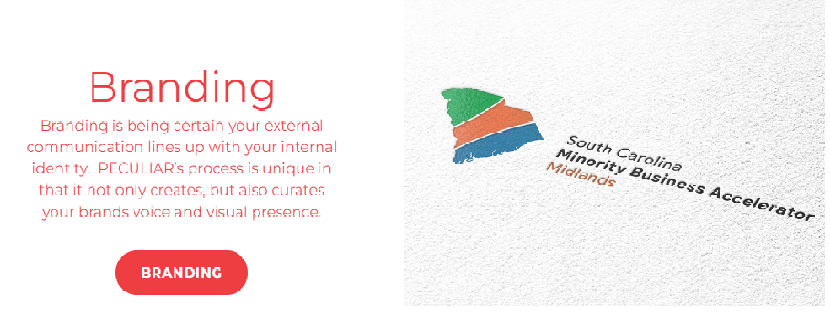 Branding
Branding is being certain your external
communication lines up with your internal
identity. PECULIAR's process is unique in
that it not only creates, but also curates
your brands voice and visual presence.
BRANDING
South Carolina
Minority Business Accelerator
Midlands